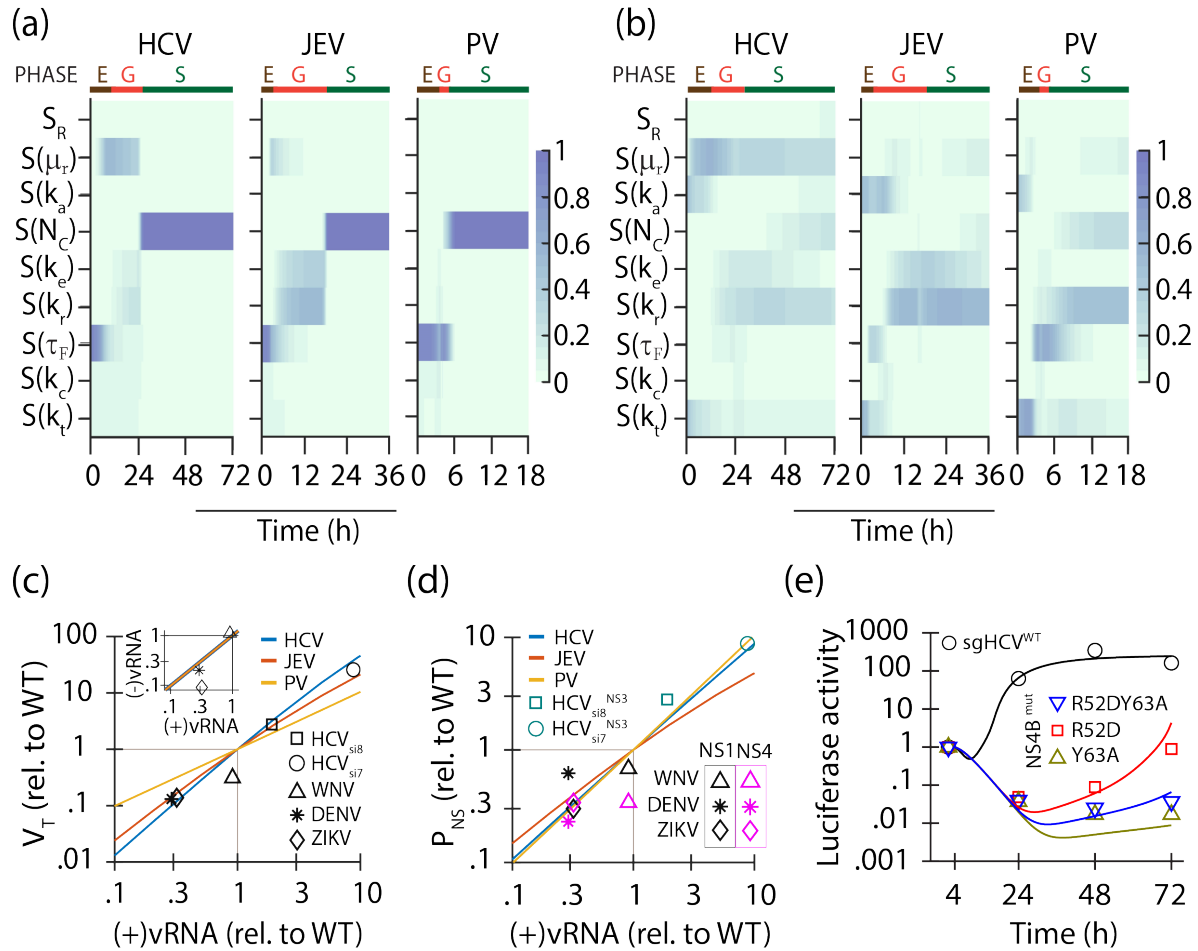 (a)
HCV JEV PV
PHASE E G S E G S E G S
S_R
S(μ_r)
S(k_a)
S(N_C)
S(k_e)
S(k_r)
S(τ_F)
S(k_c)
S(k_t)
1
0.8
0.6
0.4
0.2
0
0 24 48 72 0 12 24 36 0 6 12 18
Time (h)
(b)
HCV JEV PV
PHASE E G S E G S E G S
S_R
S(μ_r)
S(k_a)
S(N_C)
S(k_e)
S(k_r)
S(τ_F)
S(k_c)
S(k_t)
1
0.8
0.6
0.4
0.2
0
0 24 48 72 0 12 24 36 0 6 12 18
Time (h)
(c)
V_T (rel. to WT)
100
10
1
0.1
.01
.1 .3 1 10
(+)vRNA (rel. to WT)
(-)vRNA
1
.3
.1
.1 .3 1
(+)vRNA
HCV
JEV
PV
HCV_si8
HCV_si7
WNV
DENV
ZIKV
(d)
P_NS (rel. to WT)
10
3
1
0.3
.1
.1 .3 1 3 10
(+)vRNA (rel. to WT)
HCV
JEV
PV
HCV_si8^NS3
HCV_si7^NS3
NS1 NS4
WNV
DENV
ZIKV
(e)
Luciferase activity
1000
100
10
1
0.1
0.01
.001
4 24 48 72
Time (h)
sgHCV^WT
NS4B^mut
R52DY63A
R52D
Y63A